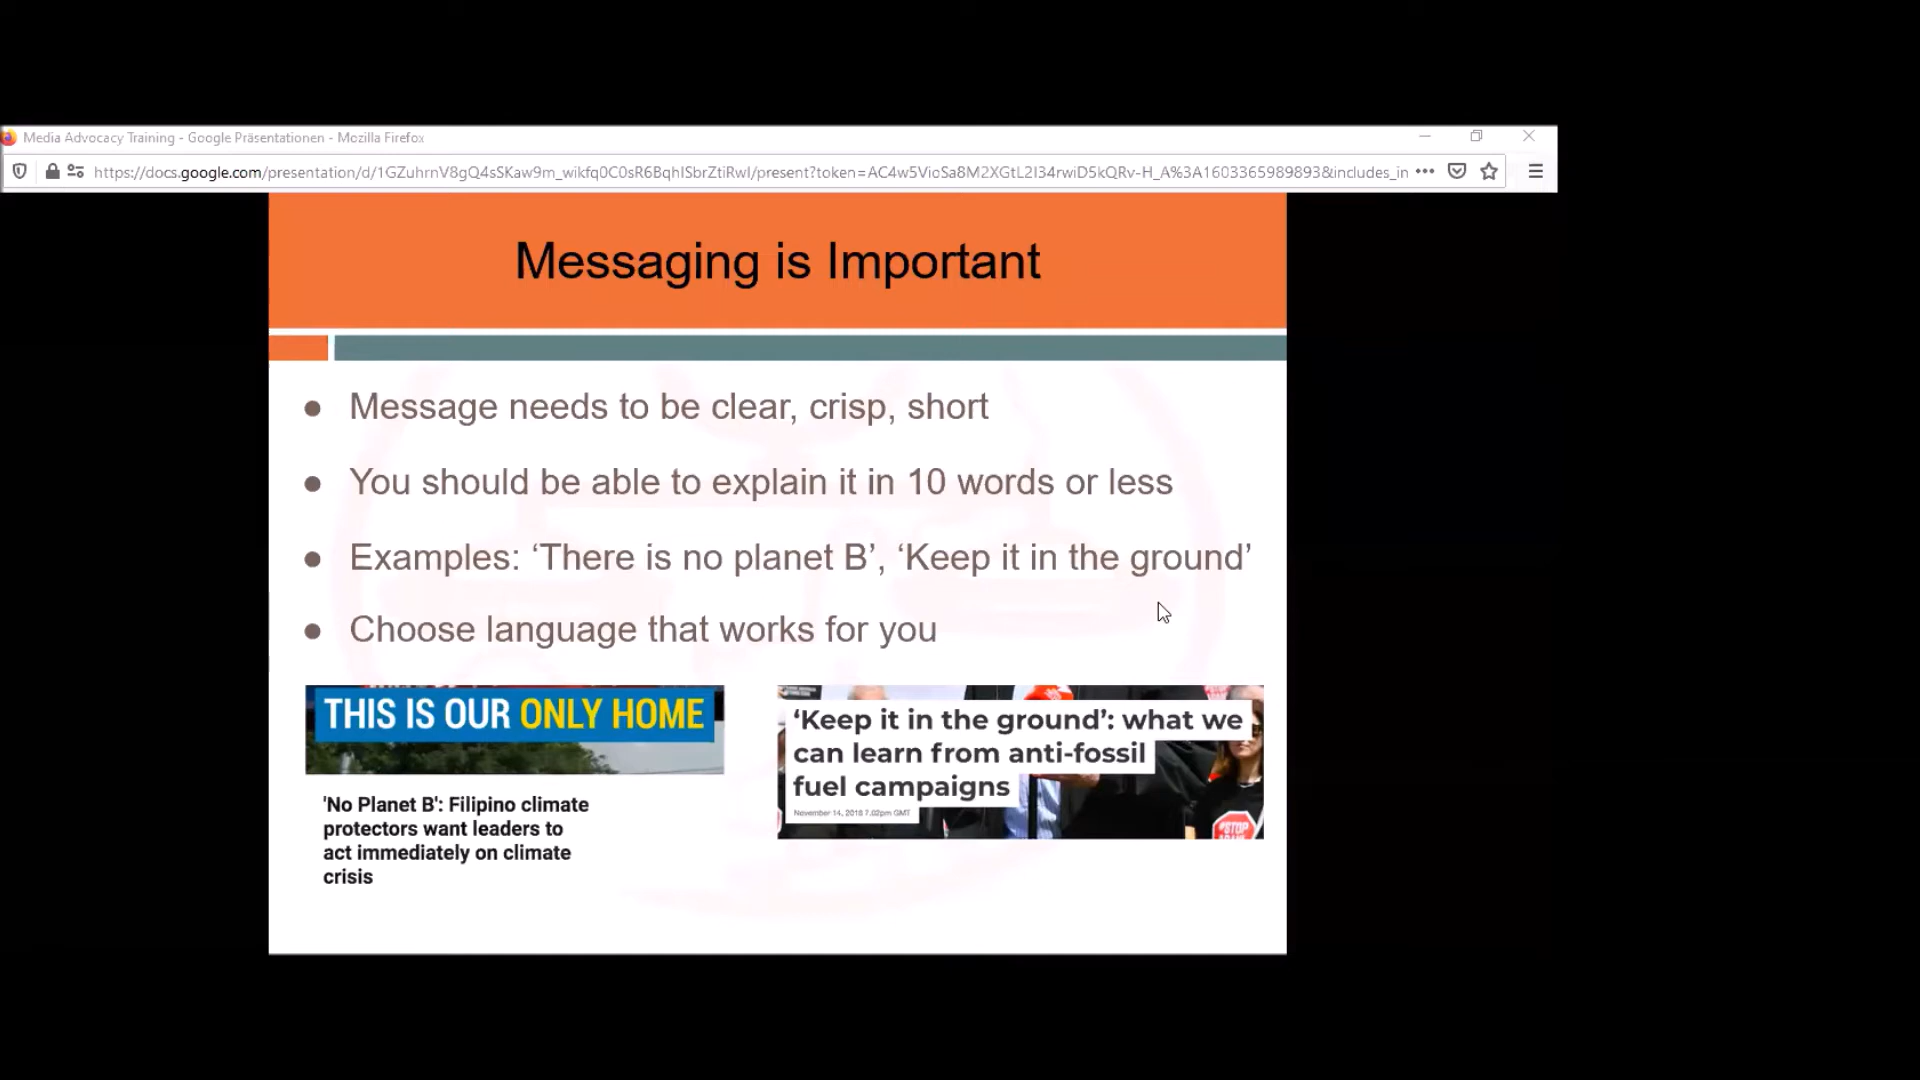 Media Advocacy Training - Google Präsentationen - Mozilla Firefox
https://docs.google.com/presentation/d/1GZuhrnV8gQ4sSKaw9m_wikfq0C0sR6BqhISbrZtiRwI/present?token=AC4w5VioSa8M2XGtL2I34rwiD5kQRv-H_A%3A1603365989893&includes_in
Messaging is Important
● Message needs to be clear, crisp, short
● You should be able to explain it in 10 words or less
● Examples: ‘There is no planet B’, ‘Keep it in the ground’
● Choose language that works for you
THIS IS OUR ONLY HOME
'No Planet B': Filipino climate
protectors want leaders to
act immediately on climate
crisis
‘Keep it in the ground’: what we
can learn from anti-fossil
fuel campaigns
November 14, 2018 7.02pm GMT
#STOP